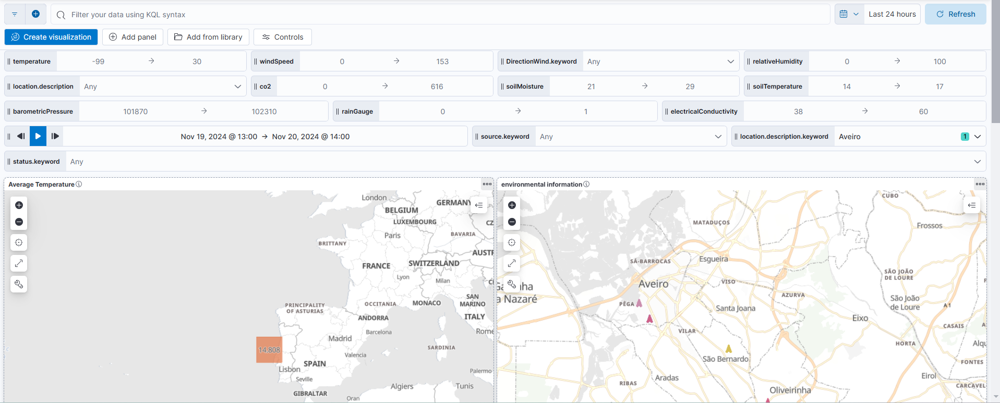 Filter your data using KQL syntax
Last 24 hours
Refresh
Create visualization
Add panel
Add from library
Controls
temperature -99 → 30
windSpeed 0 → 153
DirectionWind.keyword Any
relativeHumidity 0 → 100
location.description Any
co2 0 → 616
soilMoisture 21 → 29
soilTemperature 14 → 17
barometricPressure 101870 → 102310
rainGauge 0 → 1
electricalConductivity 38 → 60
Nov 19, 2024 @ 13:00 → Nov 20, 2024 @ 14:00
source.keyword Any
location.description.keyword Aveiro 1
status.keyword Any
Average Temperature
London
GERMANY
BELGIUM
LUXEMBOURG
Paris
BAVARIA
BRITTANY
FRANCE
SWITZERLAND
Lyon
Milan
PRINCIPALITY
OF ASTURIAS
OCCITANIA
MONACO
SAN
MARINO
ANDORRA
ITALY
Barcelona
Rome
Madrid
SARDINIA
14.808
Valencia
SPAIN
Lisbon
Palermo
Seville
GIBRALTAR
Algiers
Tunis
Oran
environmental information
CUBO
MATADUÇOS
Frossos
SÁ-BARROCAS
Esgueira
SÃO JOÃO
DE LOURE
Aveiro
VISO
a Nazaré
AZURVA
São João
de Loure
PÊGA
Santa Joana
A1
Eixo
CASAIS
VILAR
HORTA
São Bernardo
FONTES
Aradas
Eirol
RIBAS
Oliveirinha
CARCAVEL